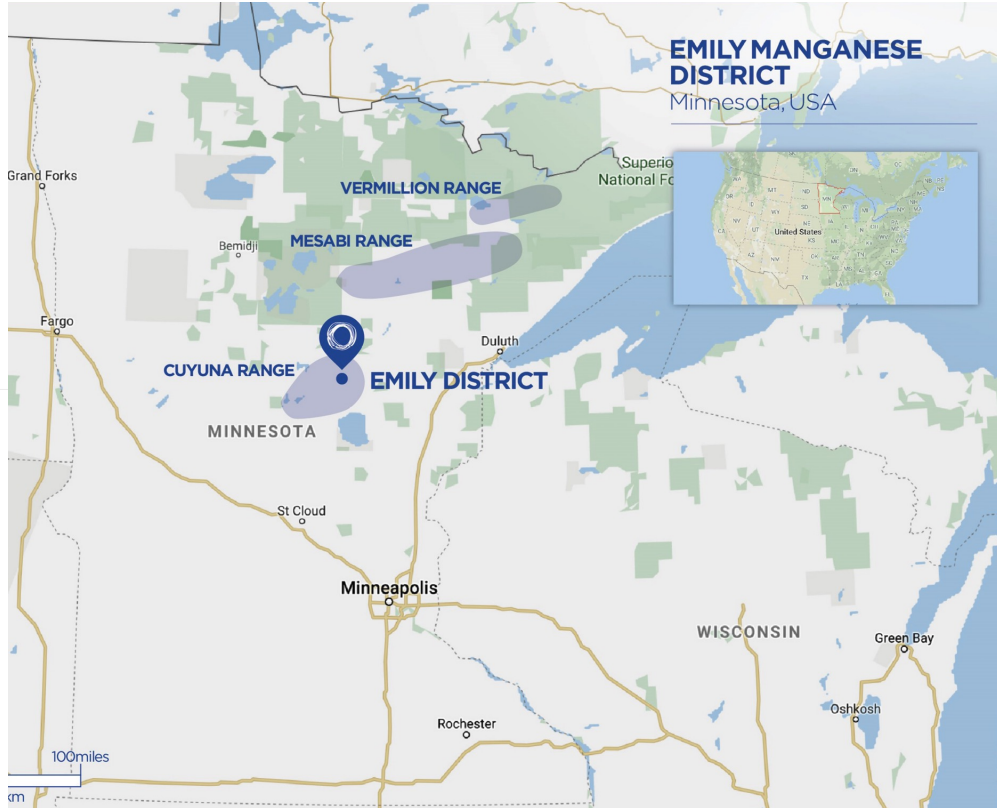 EMILY MANGANESE
DISTRICT
Minnesota, USA
Superio
National Fo
Grand Forks
VERMILLION RANGE
MESABI RANGE
Bemidji
United States
Fargo
Duluth
CUYUNA RANGE
EMILY DISTRICT
MINNESOTA
St Cloud
Minneapolis
WISCONSIN
Green Bay
Oshkosh
Rochester
100miles
km